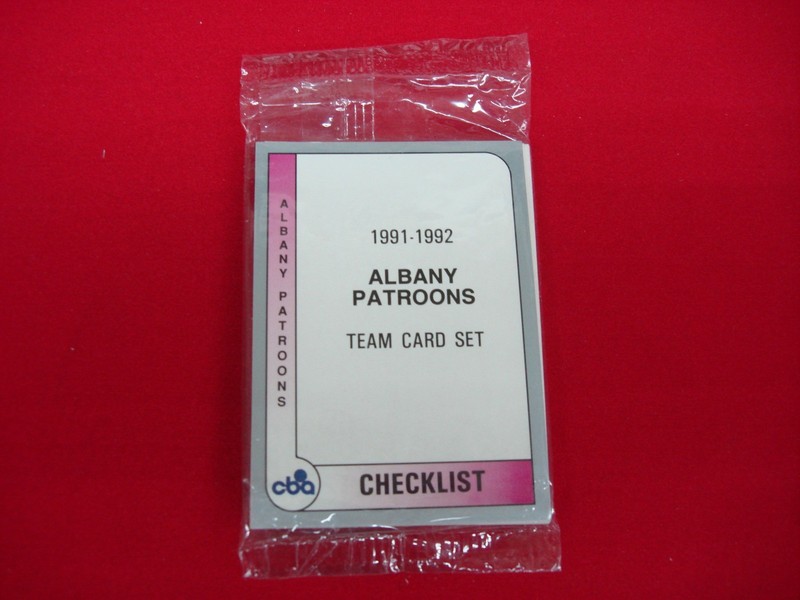 ALBANY PATROONS
1991-1992
ALBANY
PATROONS
TEAM CARD SET
cba
CHECKLIST